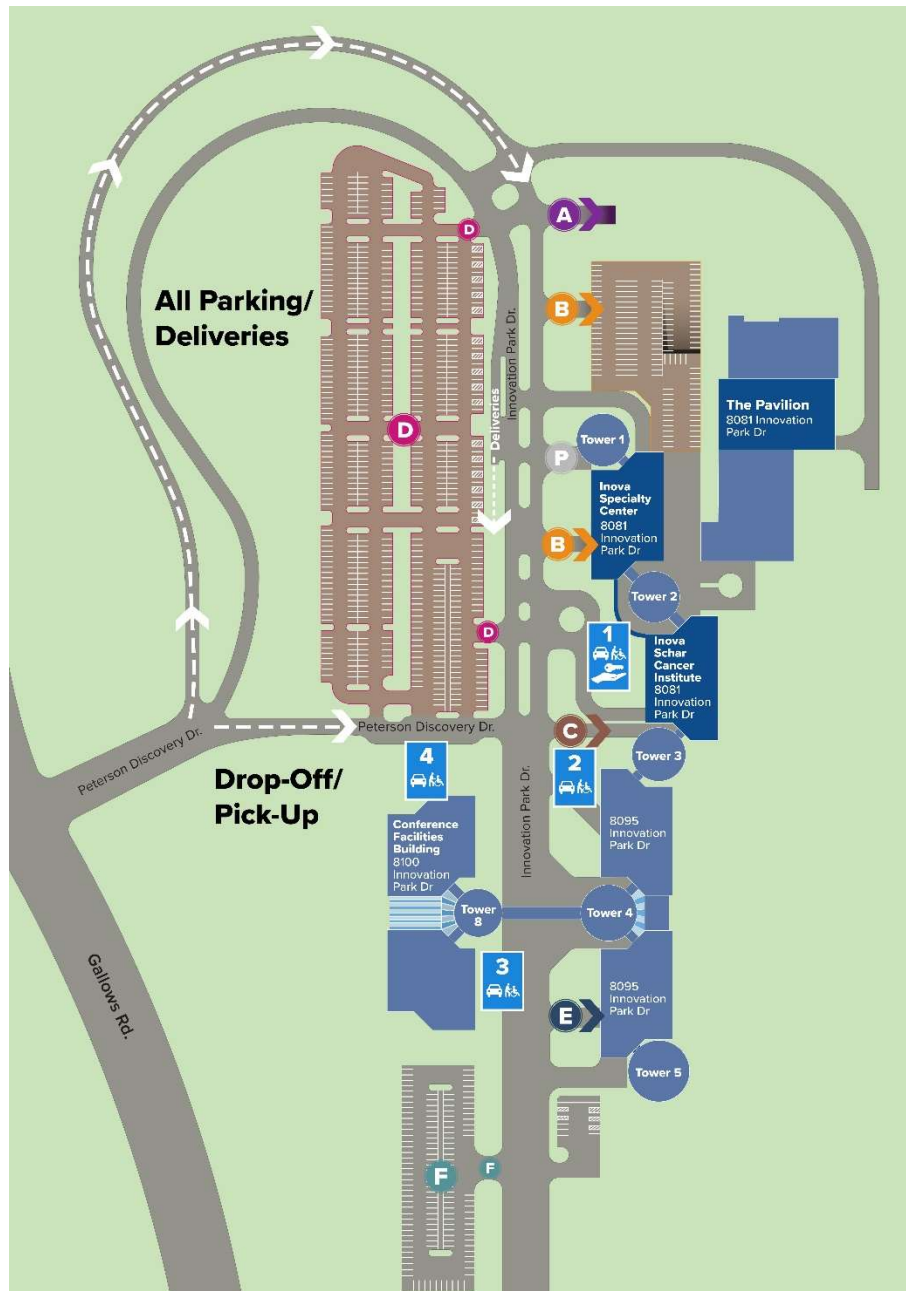 A
D
All Parking/
Deliveries
B
Innovation Park Dr.
The Pavilion
8081 Innovation
Park Dr
D
Deliveries
Tower 1
P
Inova
Specialty
Center
8081
Innovation
Park Dr
B
Tower 2
D
1
Inova
Schar
Cancer
Institute
8081
Innovation
Park Dr
Peterson Discovery Dr.
Peterson Discovery Dr.
C
Tower 3
Drop-Off/
Pick-Up
4
2
Innovation Park Dr.
Conference
Facilities
Building
8100
Innovation
Park Dr
8095
Innovation
Park Dr
Tower
8
Tower 4
Gallows Rd.
3
8095
Innovation
Park Dr
E
Tower 5
F
F